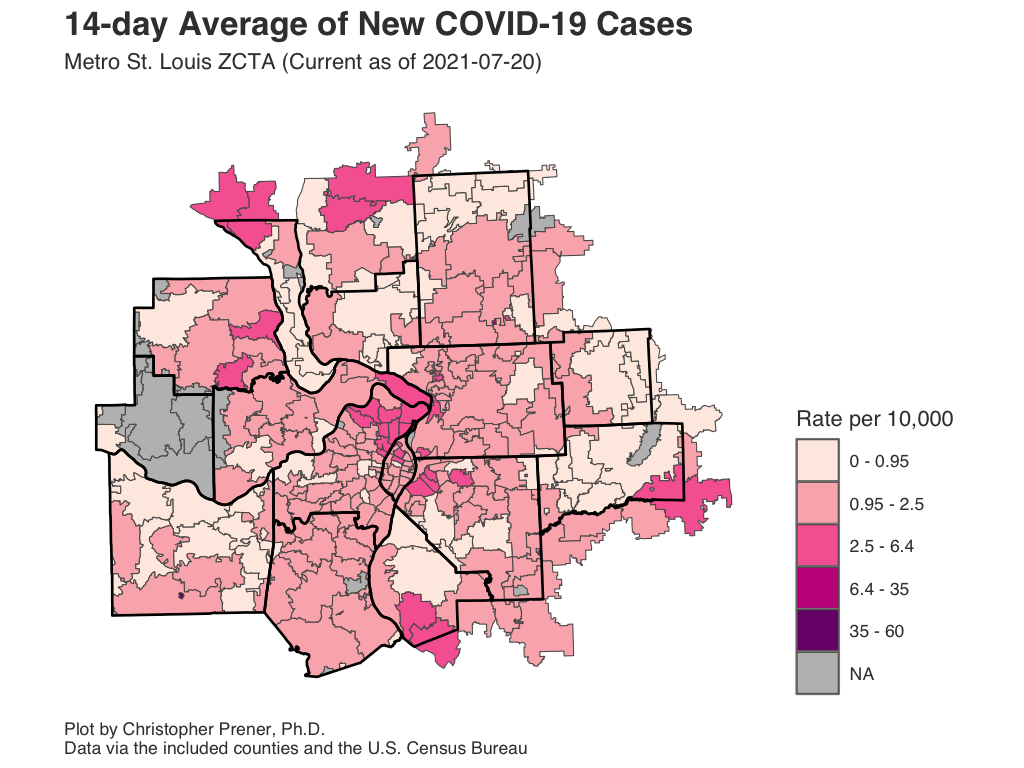 14-day Average of New COVID-19 Cases
Metro St. Louis ZCTA (Current as of 2021-07-20)
Rate per 10,000
0 - 0.95
0.95 - 2.5
2.5 - 6.4
6.4 - 35
35 - 60
NA
Plot by Christopher Prener, Ph.D.
Data via the included counties and the U.S. Census Bureau